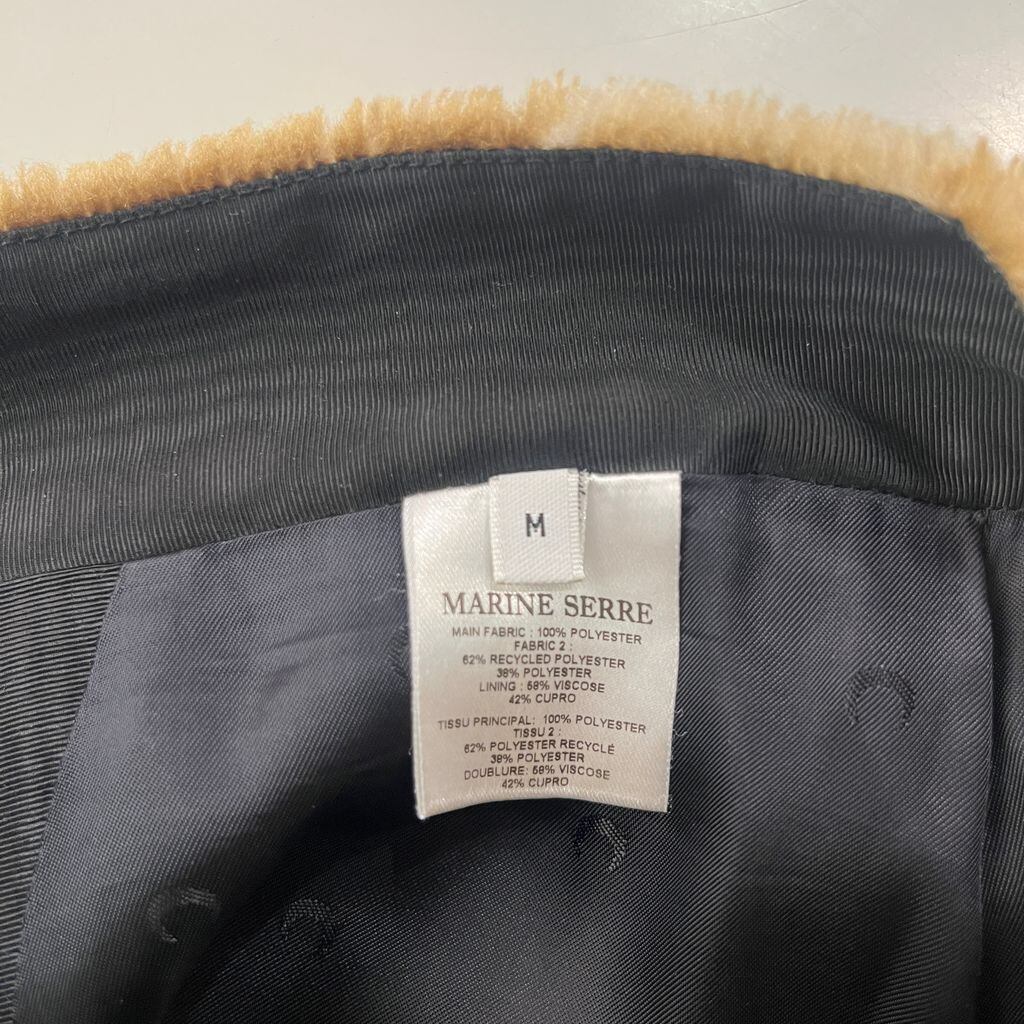 M
MARINE SERRE
MAIN FABRIC : 100% POLYESTER
FABRIC 2 :
62% RECYCLED POLYESTER
38% POLYESTER
LINING : 58% VISCOSE
42% CUPRO
TISSU PRINCIPAL: 100% POLYESTER
TISSU 2 :
62% POLYESTER RECYCLÉ
38% POLYESTER
DOUBLURE: 58% VISCOSE
42% CUPRO